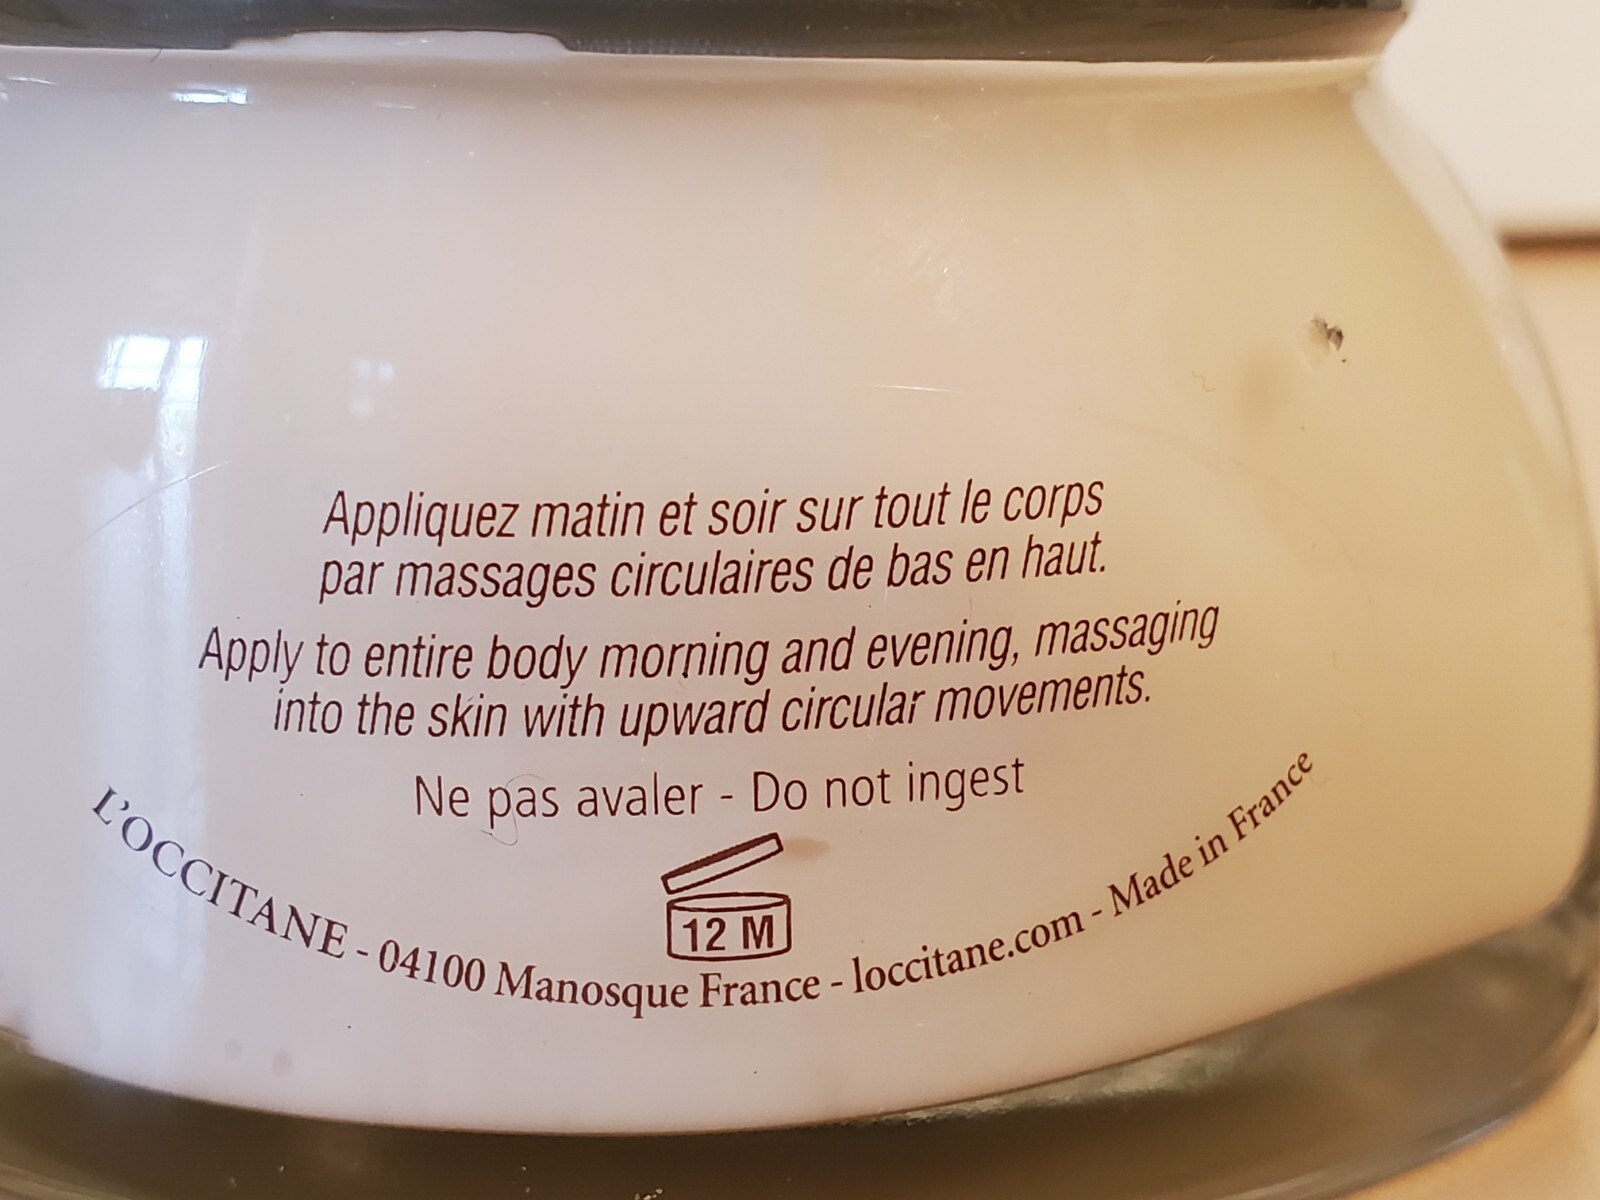 Appliquez matin et soir sur tout le corps
par massages circulaires de bas en haut.
Apply to entire body morning and evening, massaging
into the skin with upward circular movements.
Ne pas avaler - Do not ingest
12 M
L'OCCITANE - 04100 Manosque France - loccitane.com - Made in France